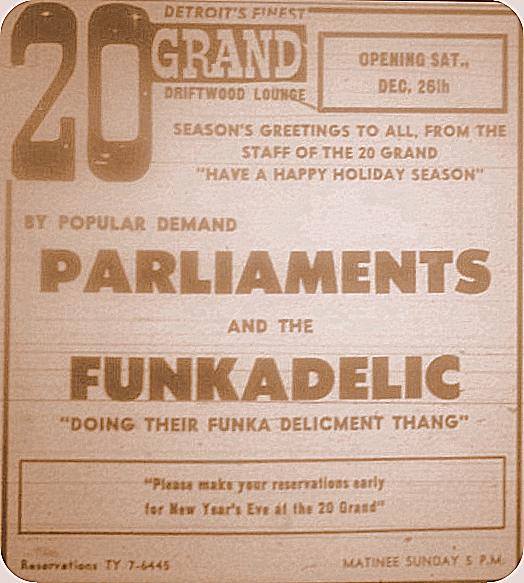 DETROIT'S FINEST
20 GRAND
DRIFTWOOD LOUNGE
OPENING SAT.,
DEC. 26th
SEASON'S GREETINGS TO ALL, FROM THE
STAFF OF THE 20 GRAND
"HAVE A HAPPY HOLIDAY SEASON"
BY POPULAR DEMAND
PARLIAMENTS
AND THE
FUNKADELIC
"DOING THEIR FUNKA DELICMENT THANG"
"Please make your reservations early
for New Year's Eve at the 20 Grand"
Reservations TY 7-6445
MATINEE SUNDAY 5 P.M.